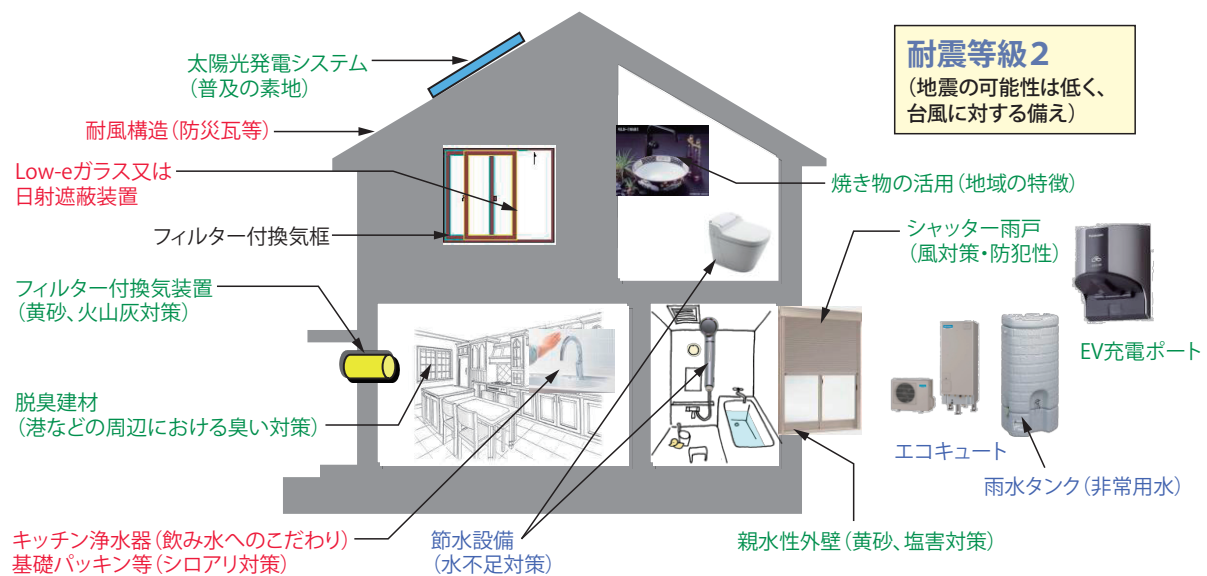 耐震等級2
(地震の可能性は低く、
台風に対する備え)
太陽光発電システム
(普及の素地)
耐風構造(防災瓦等)
Low-eガラス又は
日射遮蔽装置
フィルター付換気框
フィルター付換気装置
(黄砂、火山灰対策)
脱臭建材
(港などの周辺における臭い対策)
キッチン浄水器(飲み水へのこだわり)
基礎パッキン等(シロアリ対策)
節水設備
(水不足対策)
焼き物の活用(地域の特徴)
シャッター雨戸
(風対策・防犯性)
EV充電ポート
エコキュート
雨水タンク(非常用水)
親水性外壁(黄砂、塩害対策)